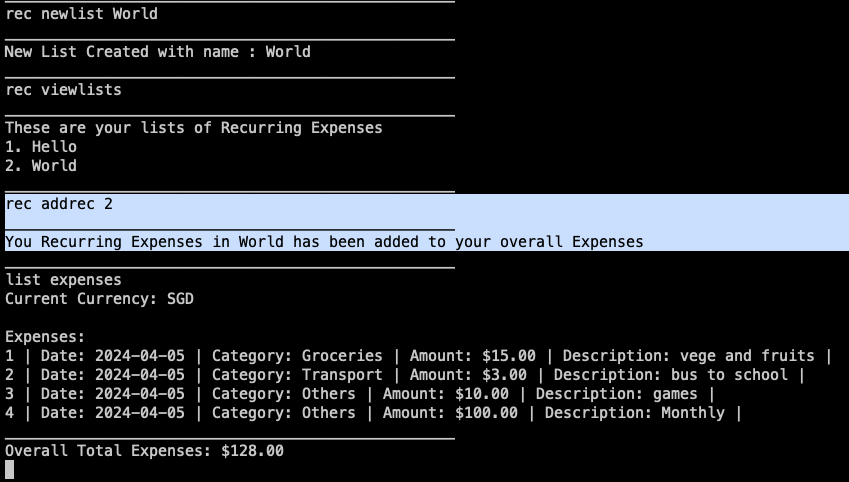 rec newlist World
New List Created with name : World
rec viewlists
These are your lists of Recurring Expenses
1. Hello
2. World
rec addrec 2
You Recurring Expenses in World has been added to your overall Expenses
list expenses
Current Currency: SGD
Expenses:
1 | Date: 2024-04-05 | Category: Groceries | Amount: $15.00 | Description: vege and fruits |
2 | Date: 2024-04-05 | Category: Transport | Amount: $3.00 | Description: bus to school |
3 | Date: 2024-04-05 | Category: Others | Amount: $10.00 | Description: games |
4 | Date: 2024-04-05 | Category: Others | Amount: $100.00 | Description: Monthly |
Overall Total Expenses: $128.00